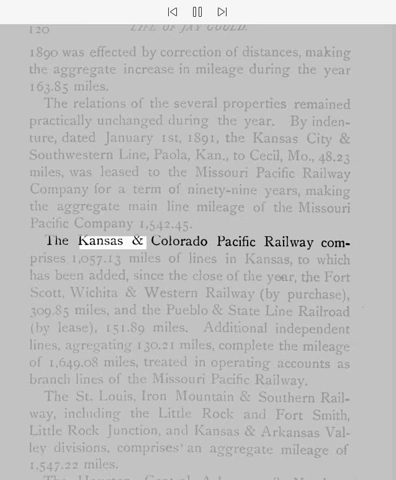 120 LIFE OF JAY GOULD.
1890 was effected by correction of distances, making
the aggregate increase in mileage during the year
163.85 miles.
The relations of the several properties remained
practically unchanged during the year. By inden-
ture, dated January 1st, 1891, the Kansas City &
Southwestern Line, Paola, Kan., to Cecil, Mo., 48.23
miles, was leased to the Missouri Pacific Railway
Company for a term of ninety-nine years, making
the aggregate main line mileage of the Missouri
Pacific Company 1,542.45.
The Kansas & Colorado Pacific Railway com-
prises 1,057.13 miles of lines in Kansas, to which
has been added, since the close of the year, the Fort
Scott, Wichita & Western Railway (by purchase),
309.85 miles, and the Pueblo & State Line Railroad
(by lease), 151.89 miles. Additional independent
lines, agregating 130.21 miles, complete the mileage
of 1,649.08 miles, treated in operating accounts as
branch lines of the Missouri Pacific Railway.
The St. Louis, Iron Mountain & Southern Rail-
way, including the Little Rock and Fort Smith,
Little Rock Junction, and Kansas & Arkansas Val-
ley divisions, comprises an aggregate mileage of
1,547.22 miles.